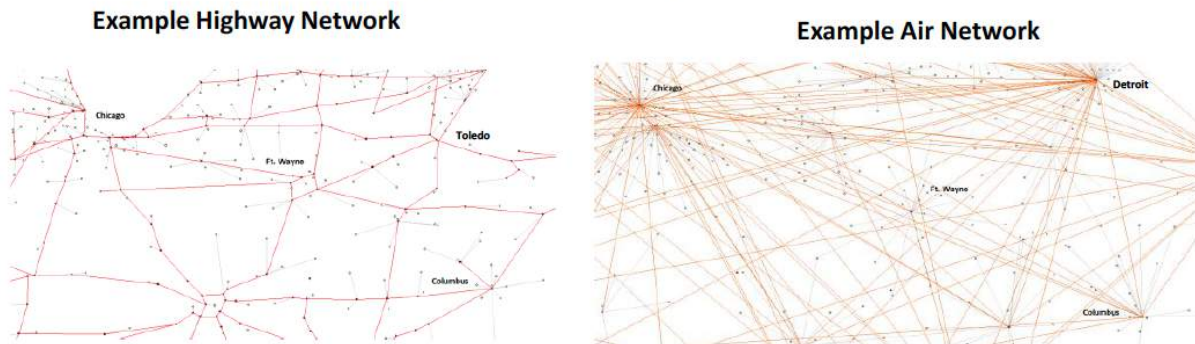 Example Highway Network
Chicago
Toledo
Ft. Wayne
Columbus
Example Air Network
Chicago
Detroit
Ft. Wayne
Columbus